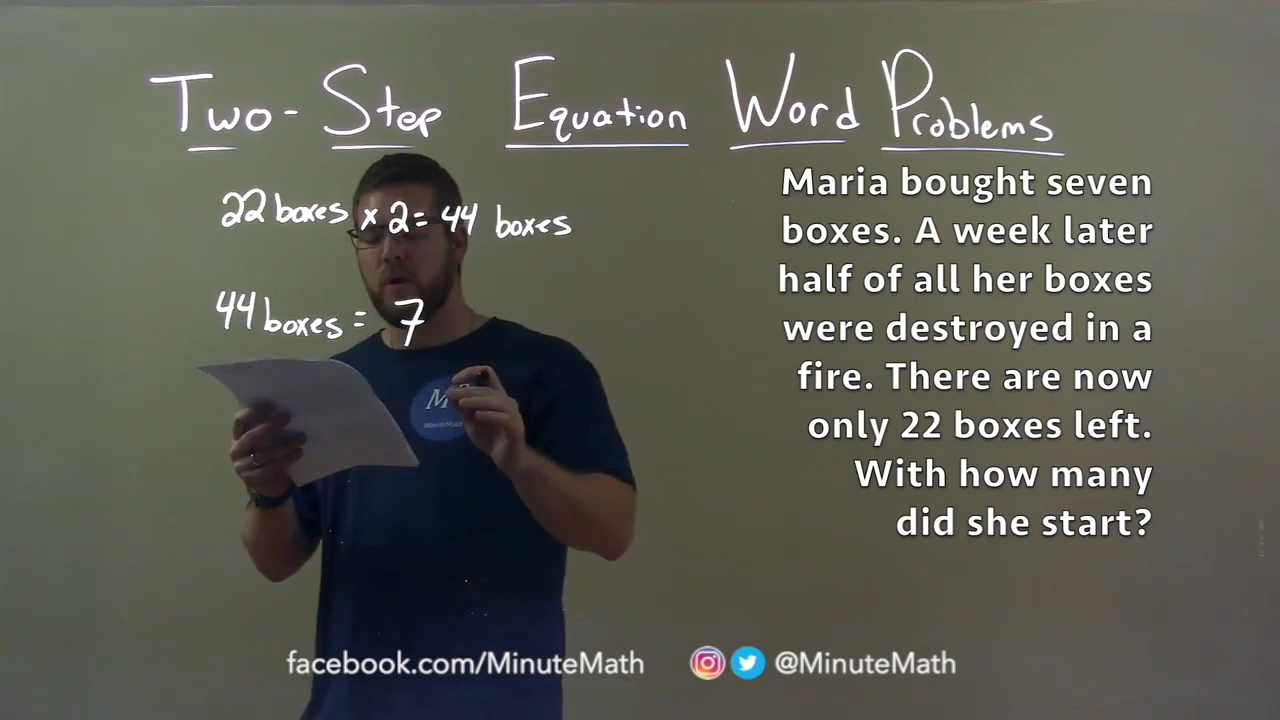 Two-Step Equation Word Problems
22 boxes x 2 = 44 boxes
44 boxes = 7
Maria bought seven
boxes. A week later
half of all her boxes
were destroyed in a
fire. There are now
only 22 boxes left.
With how many
did she start?
MinuteMath
facebook.com/MinuteMath
@MinuteMath